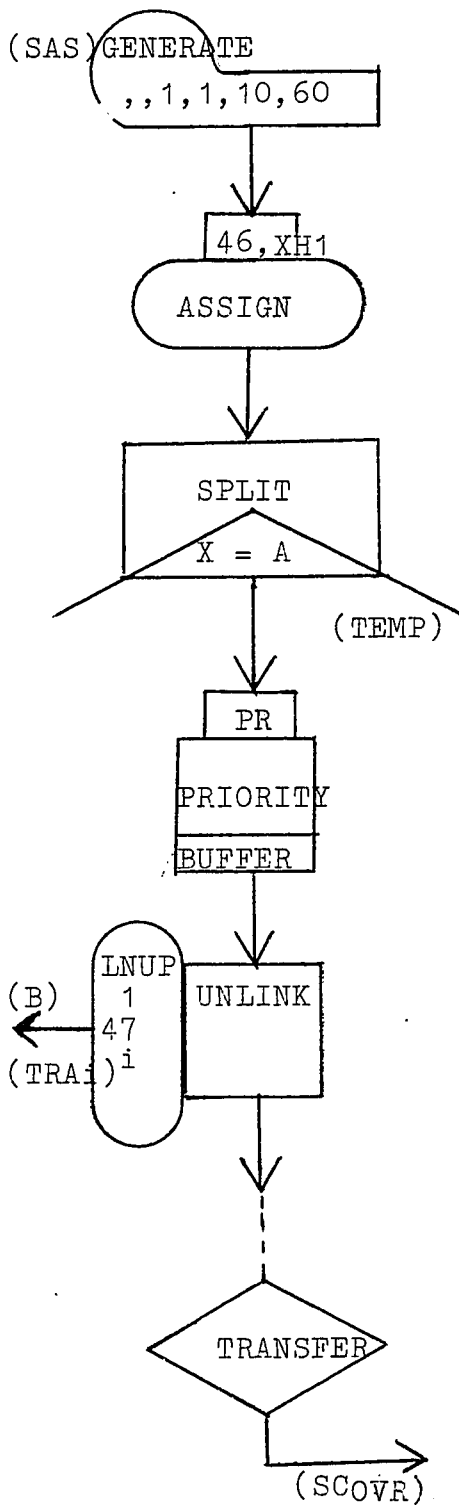 (SAS)GENERATE
,,1,1,10,60
46,XH1
ASSIGN
SPLIT
X = A
(TEMP)
PR
PRIORITY
BUFFER
LNUP
1
47
i
UNLINK
(B)
(TRAi)
TRANSFER
(SCOVR)